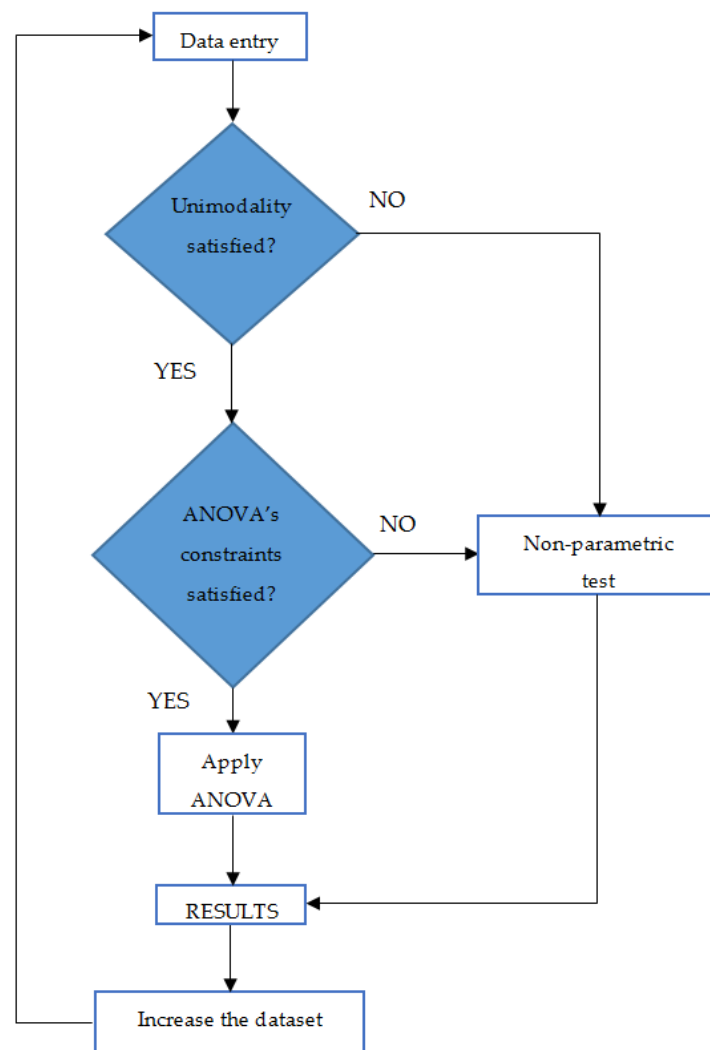 Data entry
Unimodality
satisfied?
NO
YES
ANOVA's
constraints
satisfied?
NO
Non-parametric
test
YES
Apply
ANOVA
RESULTS
Increase the dataset